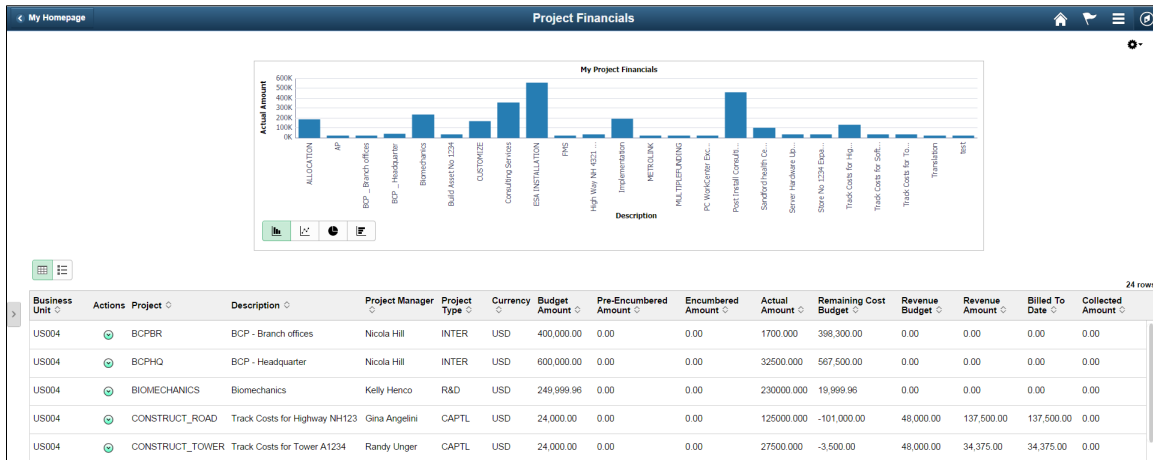 My Homepage
Project Financials
My Project Financials
Actual Amount
600K
500K
400K
300K
200K
100K
0K
ALLOCATION
AP
BCP _ Branch offices
BCP _ Headquarter
Biomechanics
Build Asset No 1234
CUSTOMIZE
Consulting Services
ESA INSTALLATION
FMS
High Way NH 4321 ...
Implementation
METROLINK
MULTIPLEFUNDING
PC WorkCenter Exc...
Post Install Consulti...
Sandford health Ce...
Server Hardware Up...
Store No 1234 Expa...
Track Costs for Hig...
Track Costs for Soft...
Track Costs for To...
Translation
test
Description
24 rows
Business Unit Actions Project Description Project Manager Project Type Currency Budget Amount Pre-Encumbered Amount Encumbered Amount Actual Amount Remaining Cost Budget Revenue Budget Revenue Amount Billed To Date Collected Amount
US004 BCPBR BCP - Branch offices Nicola Hill INTER USD 400,000.00 0.00 0.00 1700.000 398,300.00 0.00 0.00 0.00 0.00
US004 BCPHQ BCP - Headquarter Nicola Hill INTER USD 600,000.00 0.00 0.00 32500.000 567,500.00 0.00 0.00 0.00 0.00
US004 BIOMECHANICS Biomechanics Kelly Henco R&D USD 249,999.96 0.00 0.00 230000.000 19,999.96 0.00 0.00 0.00 0.00
US004 CONSTRUCT_ROAD Track Costs for Highway NH123 Gina Angelini CAPTL USD 24,000.00 0.00 0.00 125000.000 -101,000.00 48,000.00 137,500.00 137,500.00 0.00
US004 CONSTRUCT_TOWER Track Costs for Tower A1234 Randy Unger CAPTL USD 24,000.00 0.00 0.00 27500.000 -3,500.00 48,000.00 34,375.00 34,375.00 0.00